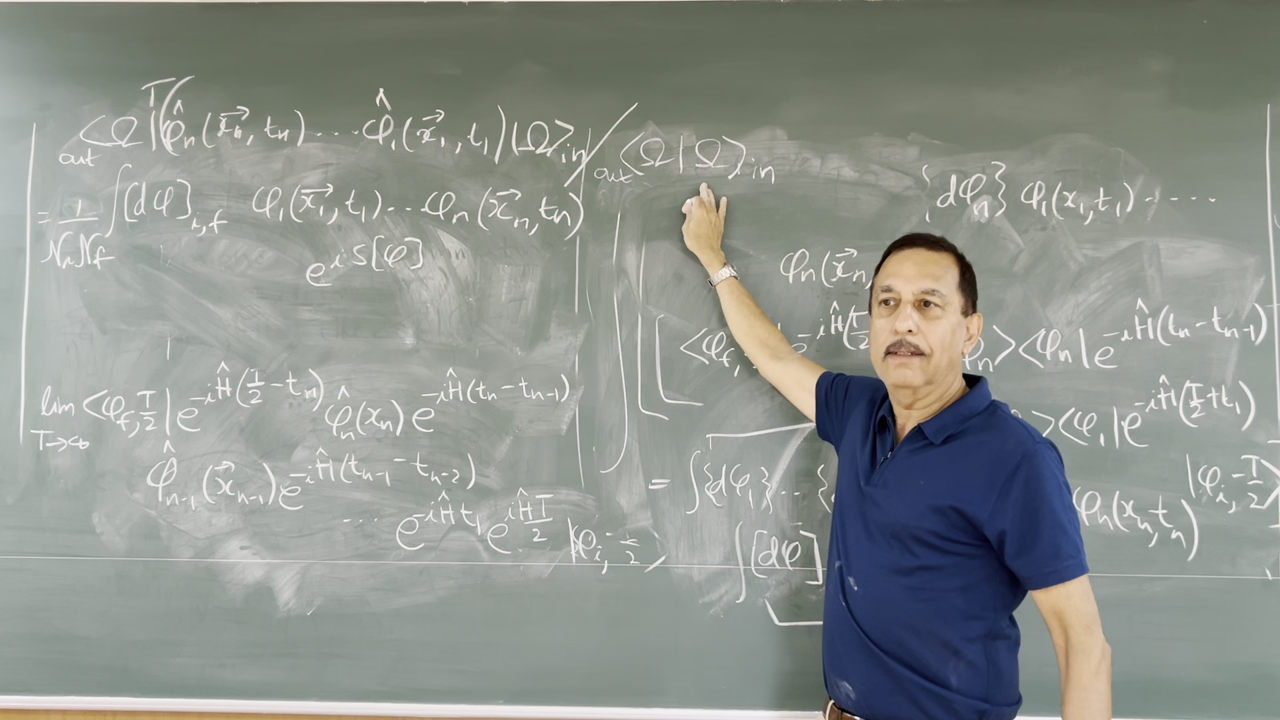 out<Ω|T(φ̂n(x⃗n, tn) ... φ̂1(x⃗1, t1)|Ω>in / out<Ω|Ω>in
= 1/(Ni Nf) ∫[dφ]i,f φ1(x⃗1, t1) ... φn(x⃗n, tn)
e^{iS[φ]}
lim T→∞ <φf, T/2| e^{-iĤ(T/2 - tn)} φ̂n(xn) e^{-iĤ(tn - tn-1)}
φ̂n-1(x⃗n-1) e^{-iĤ(tn-1 - tn-2)}
... e^{-iĤt1} e^{iĤT/2} |φi,
{dφn} φ1(x1, t1) ....
φn(x⃗n,
<φf, e^{-iĤ(T/2 φn><φn| e^{-iĤ(tn - tn-1)}
><φ1| e^{-iĤ(T/2 + t1)}
|φi, -T/2>
= ∫{dφ1} ... {
∫[dφ] φn(xn, tn)